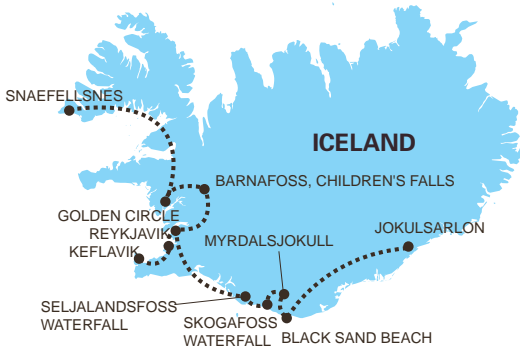 SNAEFELLSNES
ICELAND
BARNAFOSS, CHILDREN'S FALLS
GOLDEN CIRCLE
REYKJAVIK
KEFLAVIK
MYRDALSJOKULL
JOKULSARLON
SELJALANDSFOSS
WATERFALL
SKOGAFOSS
WATERFALL
BLACK SAND BEACH